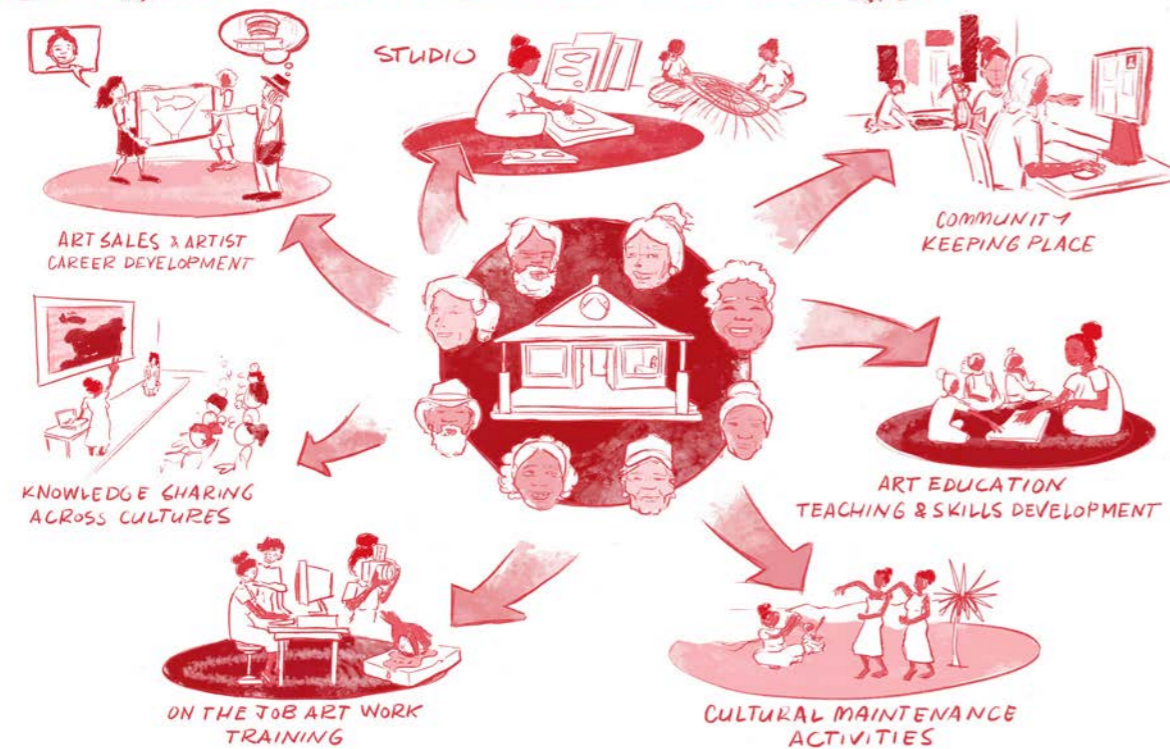 STUDIO
ART SALES & ARTIST
CAREER DEVELOPMENT
COMMUNITY
KEEPING PLACE
KNOWLEDGE SHARING
ACROSS CULTURES
ART EDUCATION
TEACHING & SKILLS DEVELOPMENT
ON THE JOB ART WORK
TRAINING
CULTURAL MAINTENANCE
ACTIVITIES